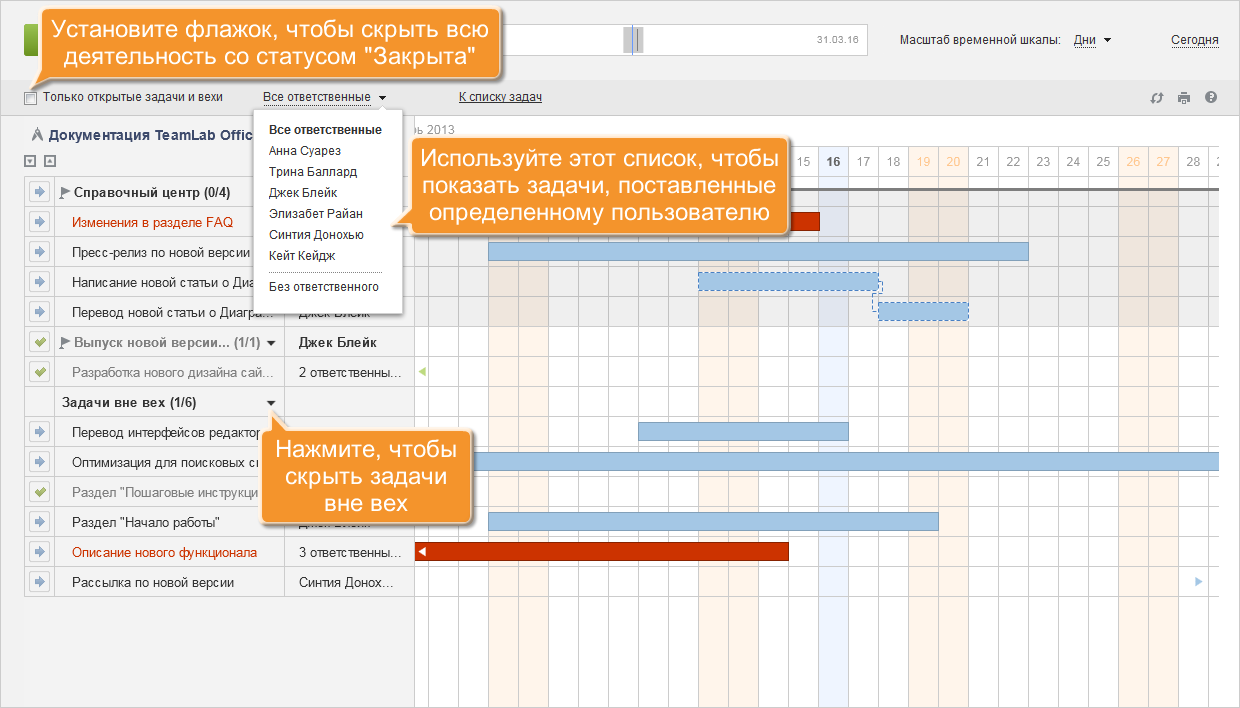 Установите флажок, чтобы скрыть всю
деятельность со статусом "Закрыта"
31.03.16
Масштаб временной шкалы: Дни
Сегодня
Только открытые задачи и вехи
Все ответственные
К списку задач
Документация TeamLab Offic
2013
Все ответственные
Анна Суарез
Трина Баллард
Джек Блейк
Элизабет Райан
Синтия Донохью
Кейт Кейдж
Без ответственного
Используйте этот список, чтобы
показать задачи, поставленные
определенному пользователю
15 16 17 18 19 20 21 22 23 24 25 26 27 28
Справочный центр (0/4)
Изменения в разделе FAQ
Пресс-релиз по новой версии
Написание новой статьи о Диа
Перевод новой статьи о Диагра... Джек Блейк
Выпуск новой версии... (1/1) Джек Блейк
Разработка нового дизайна сай... 2 ответственны...
Задачи вне вех (1/6)
Перевод интерфейсов редактор
Оптимизация для поисковых
Раздел "Пошаговые инструкци
Раздел "Начало работы" Джек Блейк
Нажмите, чтобы
скрыть задачи
вне вех
Описание нового функционала 3 ответственны...
Рассылка по новой версии Синтия Донох...